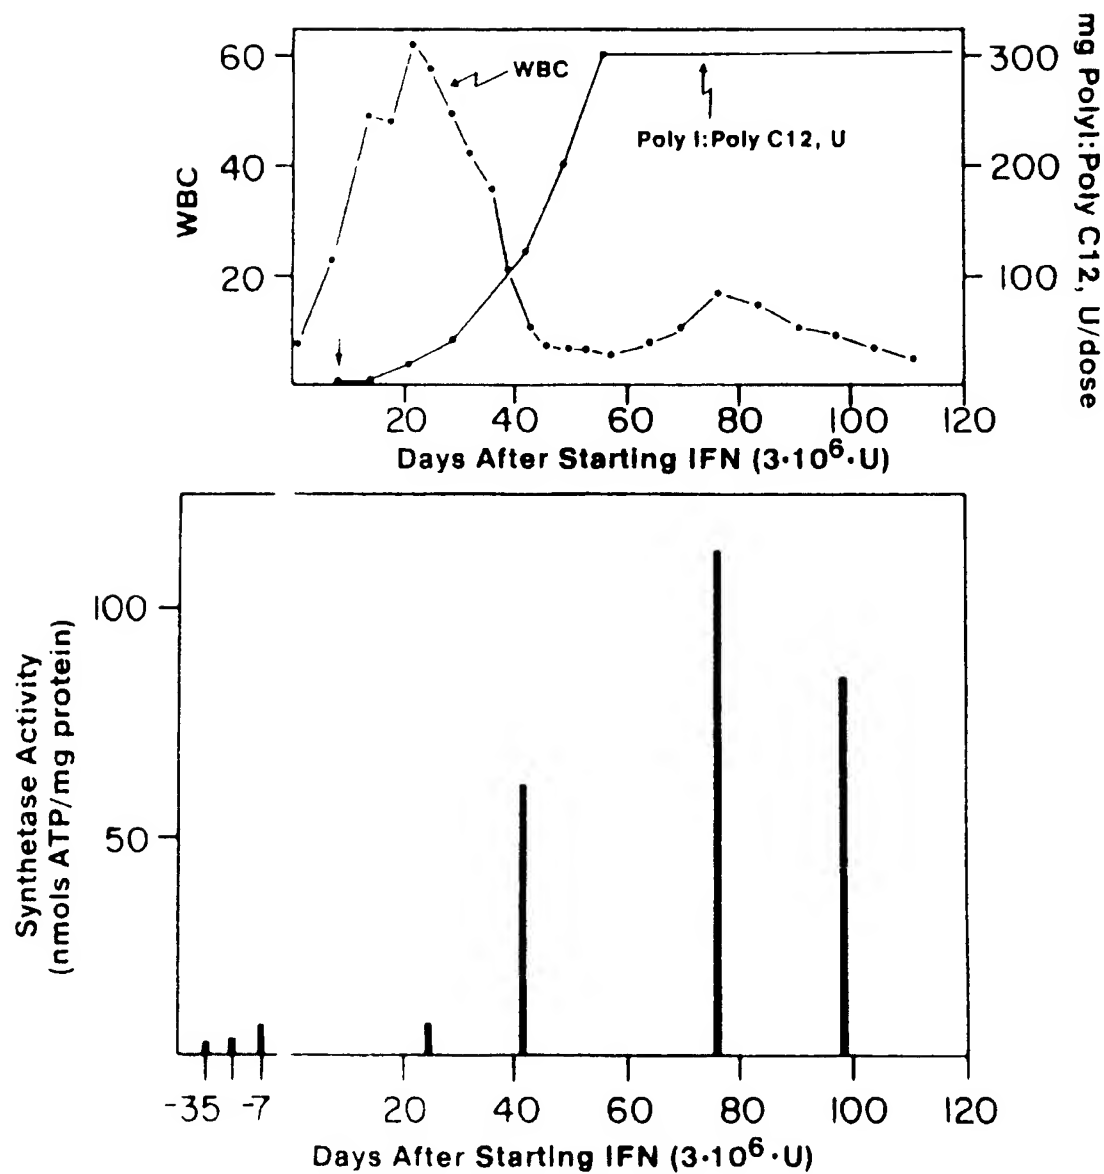 60
40
20
WBC
WBC
Poly I:Poly C12, U
300
200
100
mg PolyI:Poly C12, U/dose
20 40 60 80 100 120
Days After Starting IFN (3·10⁶·U)
100
50
Synthetase Activity
(nmols ATP/mg protein)
-35 -7 20 40 60 80 100 120
Days After Starting IFN (3·10⁶·U)